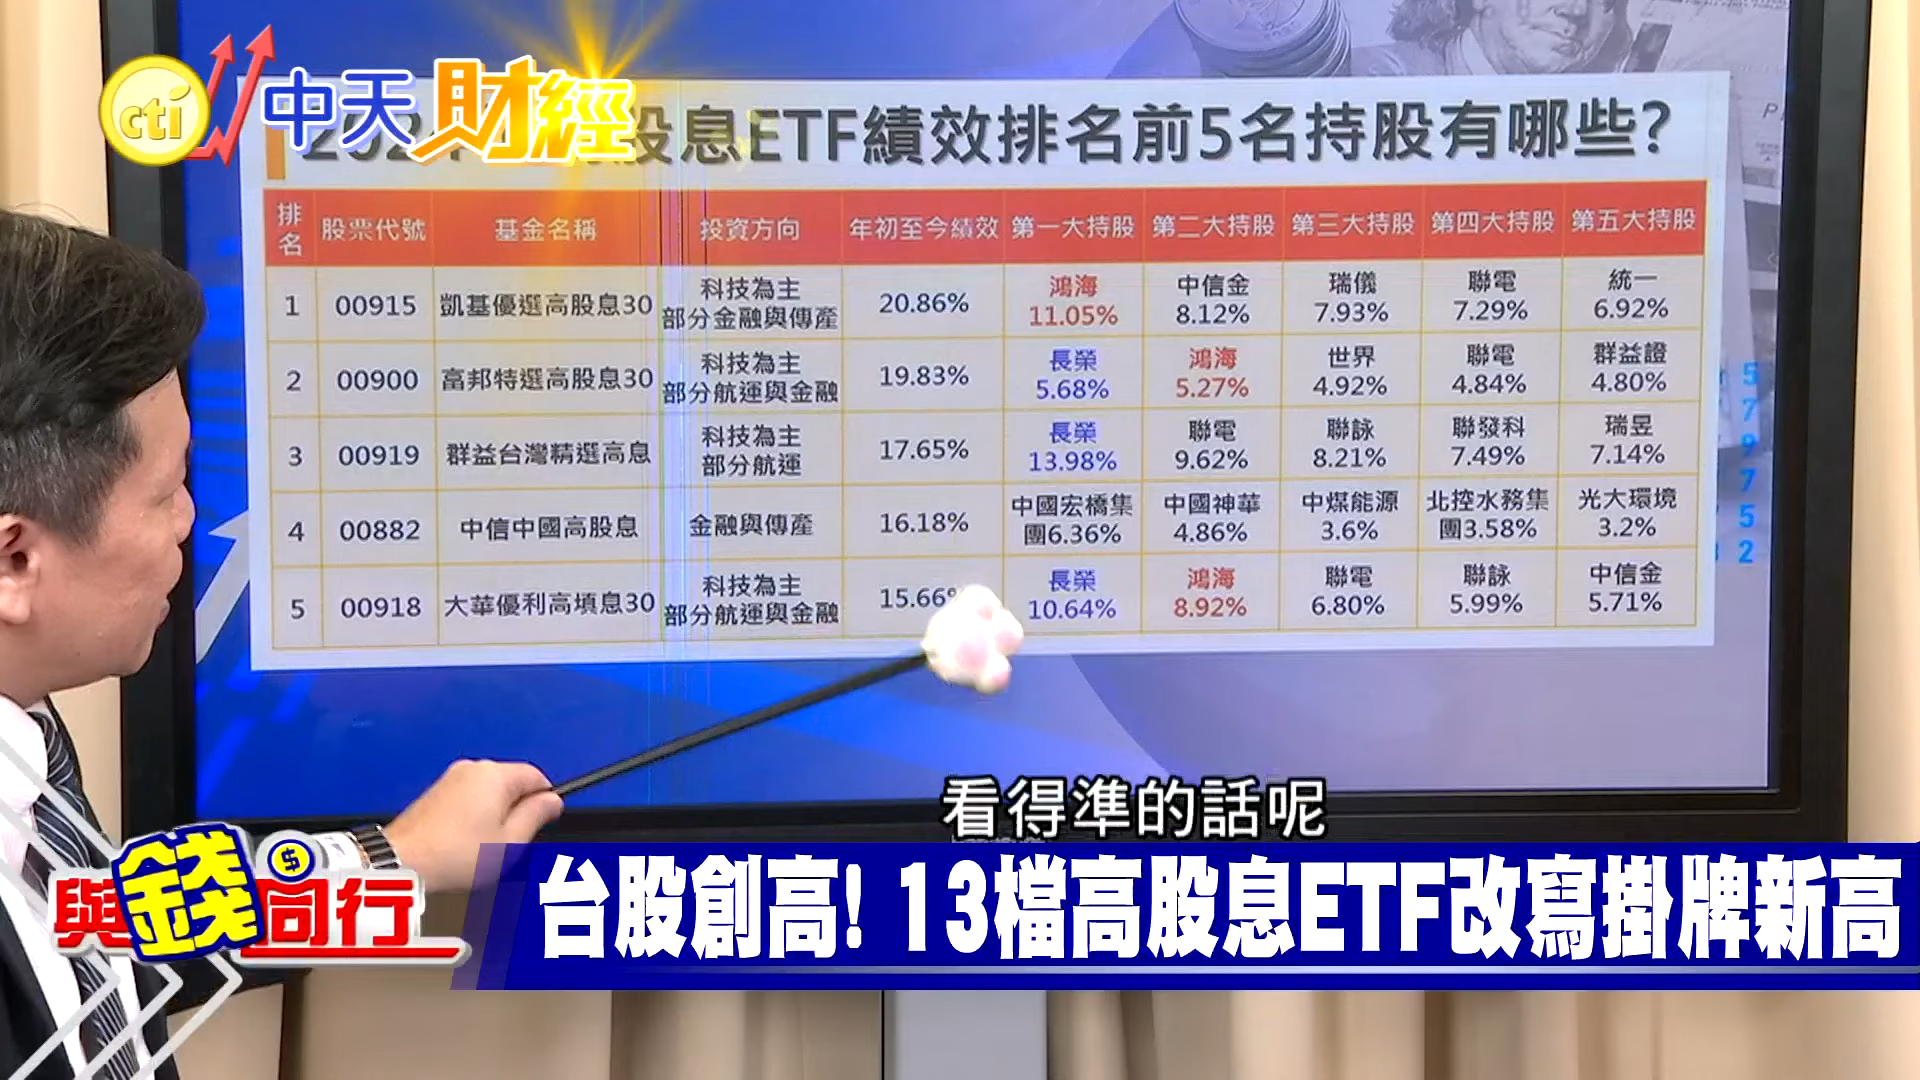 cti 中天財經
股息ETF績效排名前5名持股有哪些?
排名 股票代號 基金名稱 投資方向 年初至今績效 第一大持股 第二大持股 第三大持股 第四大持股 第五大持股
1 00915 凱基優選高股息30 科技為主 部分金融與傳產 20.86% 鴻海 11.05% 中信金 8.12% 瑞儀 7.93% 聯電 7.29% 統一 6.92%
2 00900 富邦特選高股息30 科技為主 部分航運與金融 19.83% 長榮 5.68% 鴻海 5.27% 世界 4.92% 聯電 4.84% 群益證 4.80%
3 00919 群益台灣精選高息 科技為主 部分航運 17.65% 長榮 13.98% 聯電 9.62% 聯詠 8.21% 聯發科 7.49% 瑞昱 7.14%
4 00882 中信中國高股息 金融與傳產 16.18% 中國宏橋集團6.36% 中國神華 4.86% 中煤能源 3.6% 北控水務集團3.58% 光大環境 3.2%
5 00918 大華優利高填息30 科技為主 部分航運與金融 15.66% 長榮 10.64% 鴻海 8.92% 聯電 6.80% 聯詠 5.99% 中信金 5.71%
看得準的話呢
與錢同行
台股創高! 13檔高股息ETF改寫掛牌新高